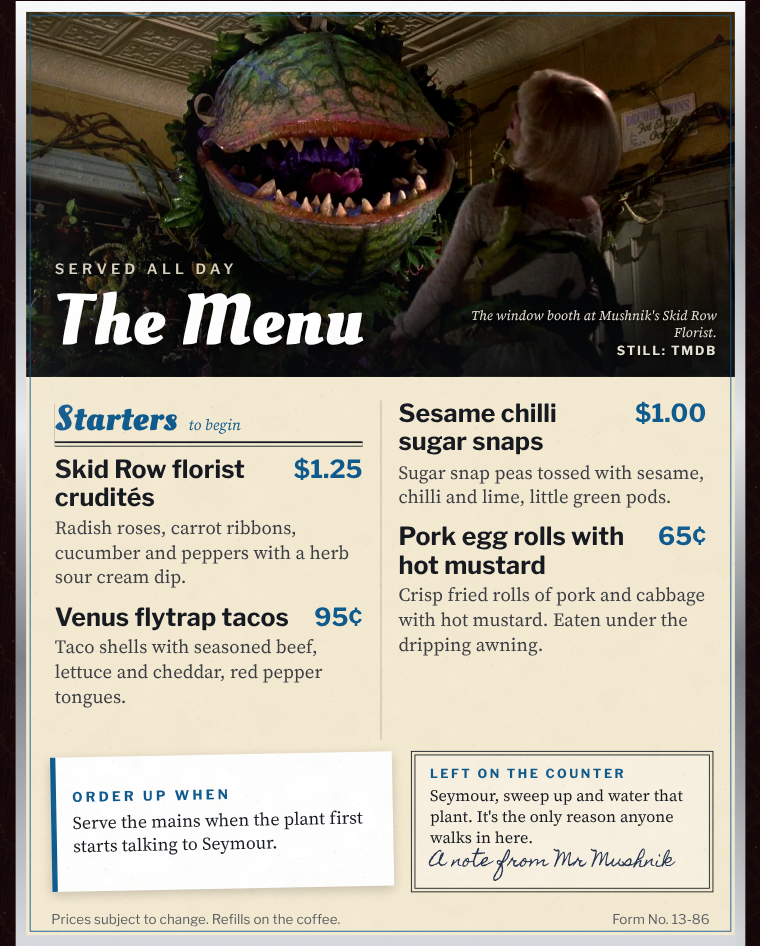 SERVED ALL DAY
The Menu
The window booth at Mushnik's Skid Row
Florist.
STILL: TMDB
Starters to begin
Skid Row florist $1.25
crudités
Radish roses, carrot ribbons,
cucumber and peppers with a herb
sour cream dip.
Venus flytrap tacos 95¢
Taco shells with seasoned beef,
lettuce and cheddar, red pepper
tongues.
Sesame chilli $1.00
sugar snaps
Sugar snap peas tossed with sesame,
chilli and lime, little green pods.
Pork egg rolls with 65¢
hot mustard
Crisp fried rolls of pork and cabbage
with hot mustard. Eaten under the
dripping awning.
ORDER UP WHEN
Serve the mains when the plant first
starts talking to Seymour.
LEFT ON THE COUNTER
Seymour, sweep up and water that
plant. It's the only reason anyone
walks in here.
A note from Mr Mushnik
Prices subject to change. Refills on the coffee.
Form No. 13-86